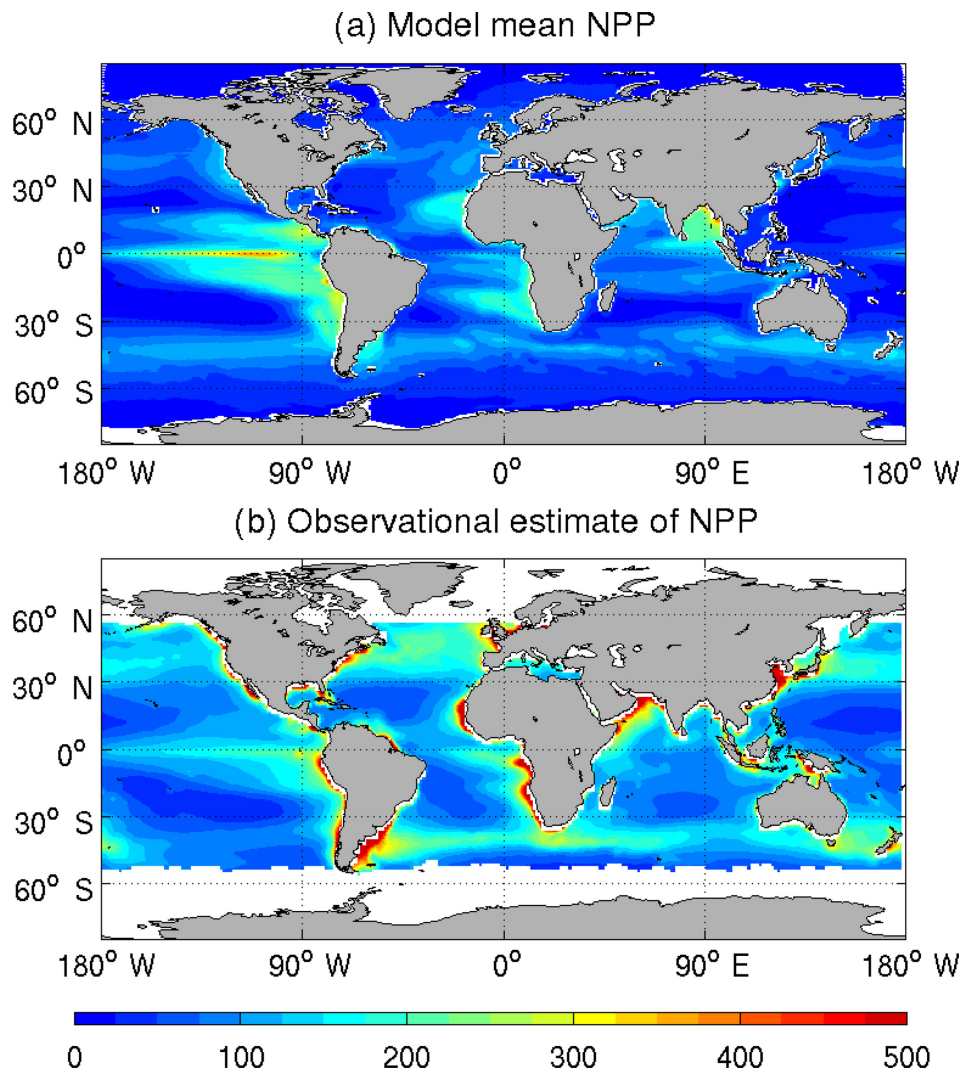 (a) Model mean NPP
60° N
30° N
0°
30° S
60° S
180° W 90° W 0° 90° E 180° W
(b) Observational estimate of NPP
60° N
30° N
0°
30° S
60° S
180° W 90° W 0° 90° E 180° W
0 100 200 300 400 500